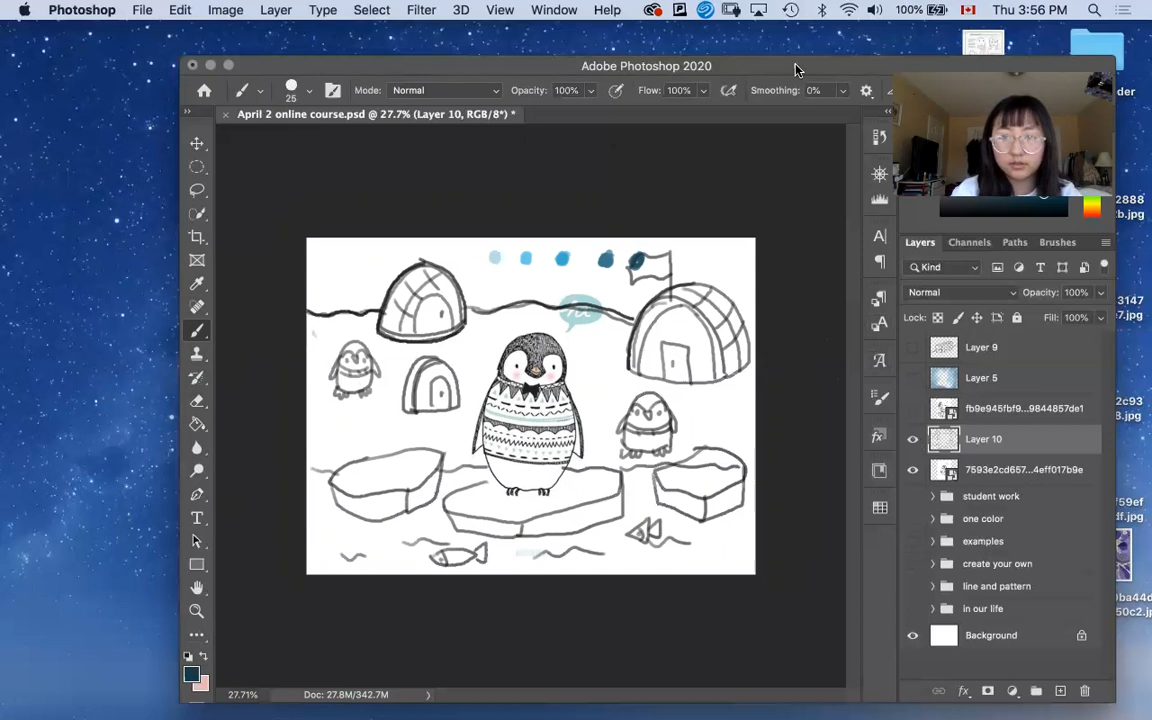 Photoshop File Edit Image Layer Type Select Filter 3D View Window Help 100% Thu 3:56 PM
Adobe Photoshop 2020
25 Mode: Normal Opacity: 100% Flow: 100% Smoothing: 0%
April 2 online course.psd @ 27.7% (Layer 10, RGB/8*) *
Layers Channels Paths Brushes
Kind
Normal Opacity: 100%
Lock: Fill: 100%
Layer 9
Layer 5
fb9e945fbf9...9844857de1
Layer 10
7593e2cd657...4eff017b9e
student work
one color
examples
create your own
line and pattern
in our life
Background
hi
27.71% Doc: 27.8M/342.7M